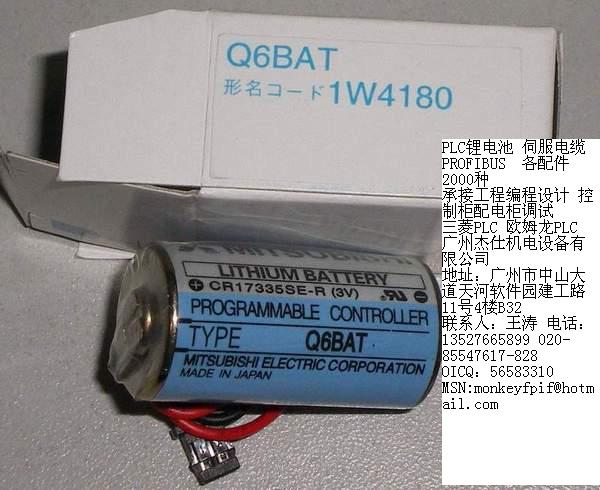 Q6BAT
形名コード 1W4180
PLC锂电池 伺服电缆
PROFIBUS 各配件
2000种
承接工程编程设计 控
制柜配电柜调试
三菱PLC 欧姆龙PLC
广州杰仕机电设备有
限公司
地址：广州市中山大
道天河软件园建工路
11号4楼B32
联系人：王涛 电话：
13527665899 020-
85547617-828
OICQ：56583310
MSN:monkeyfpif@hotm
ail.com
MITSUBISHI
LITHIUM BATTERY
CR17335SE-R (3V)
PROGRAMMABLE CONTROLLER
TYPE Q6BAT
MITSUBISHI ELECTRIC CORPORATION
MADE IN JAPAN